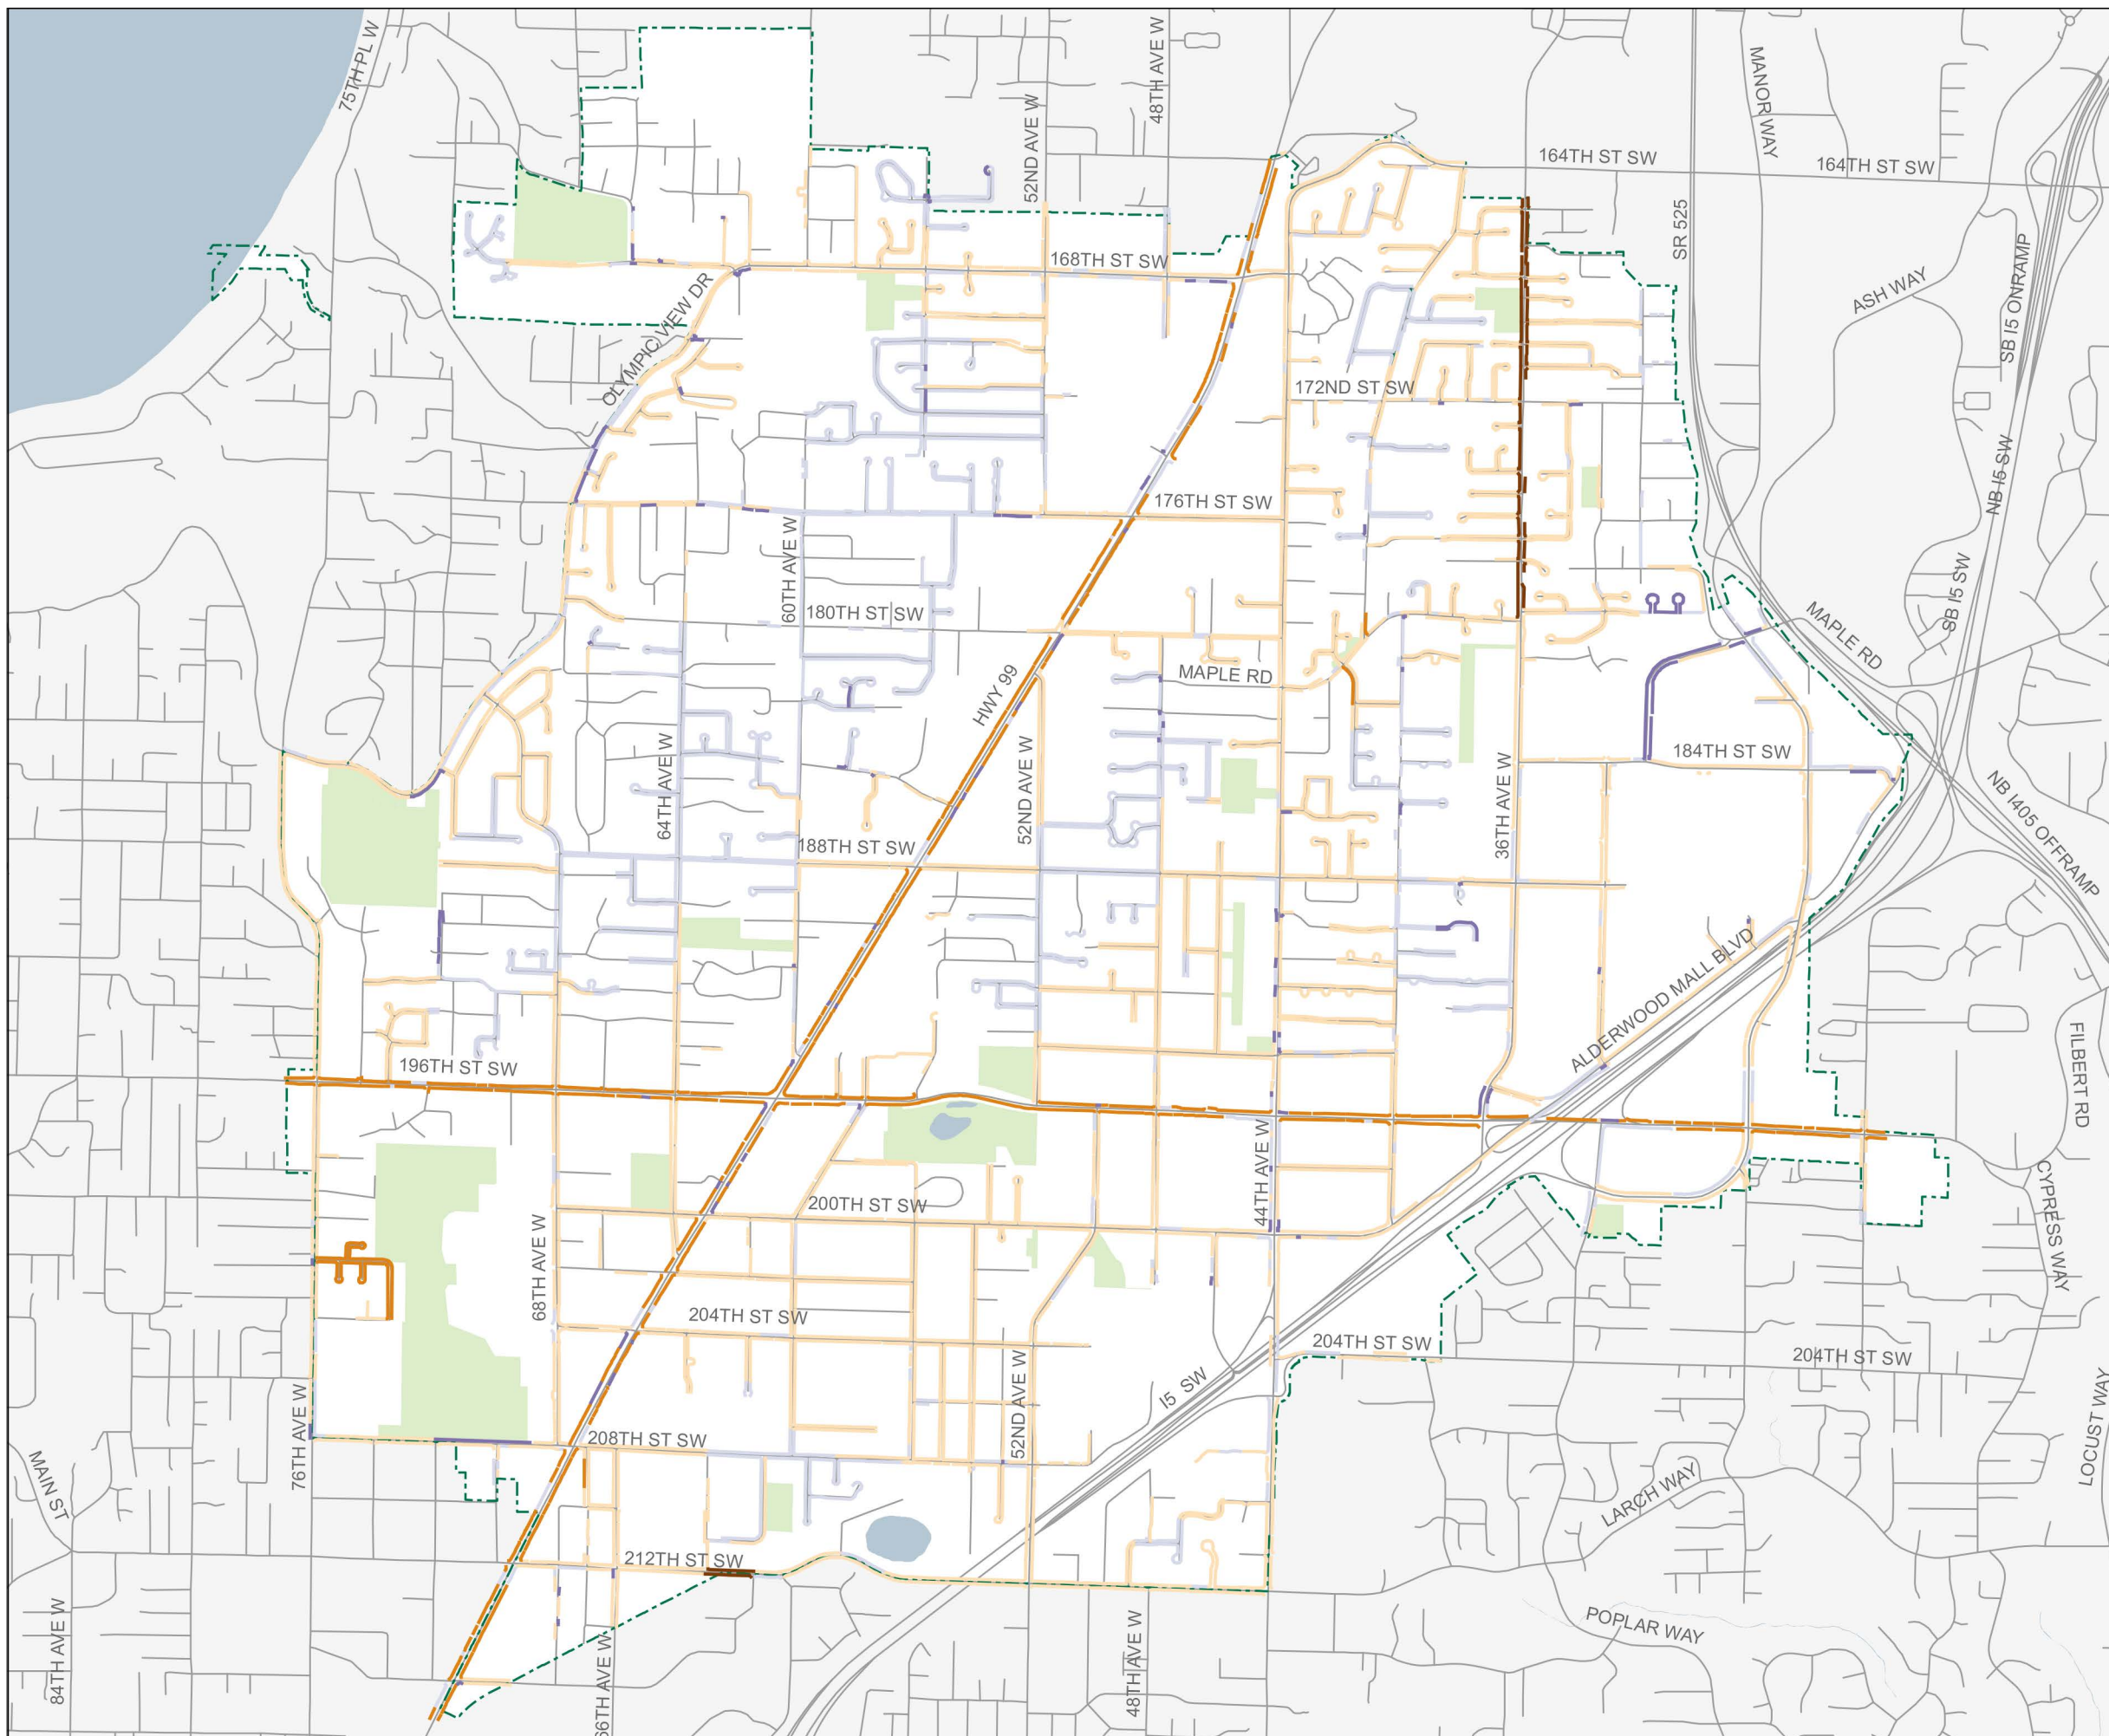 75TH PL W
52ND AVE W
48TH AVE W
MANOR WAY
164TH ST SW
164TH ST SW
SR 525
SB I5 ONRAMP
168TH ST SW
ASH WAY
OLYMPIC VIEW DR
172ND ST SW
NB I5 SW
176TH ST SW
60TH AVE W
180TH ST SW
SB I5 SW
MAPLE RD
HWY 99
MAPLE RD
64TH AVE W
52ND AVE W
184TH ST SW
36TH AVE W
NB I405 OFFRAMP
188TH ST SW
ALDERWOOD MALL BLVD
196TH ST SW
FILBERT RD
44TH AVE W
CYPRESS WAY
200TH ST SW
68TH AVE W
204TH ST SW
204TH ST SW
204TH ST SW
I5 SW
52ND AVE W
76TH AVE W
LOCUST WAY
208TH ST SW
MAIN ST
LARCH WAY
212TH ST SW
84TH AVE W
66TH AVE W
48TH AVE W
POPLAR WAY